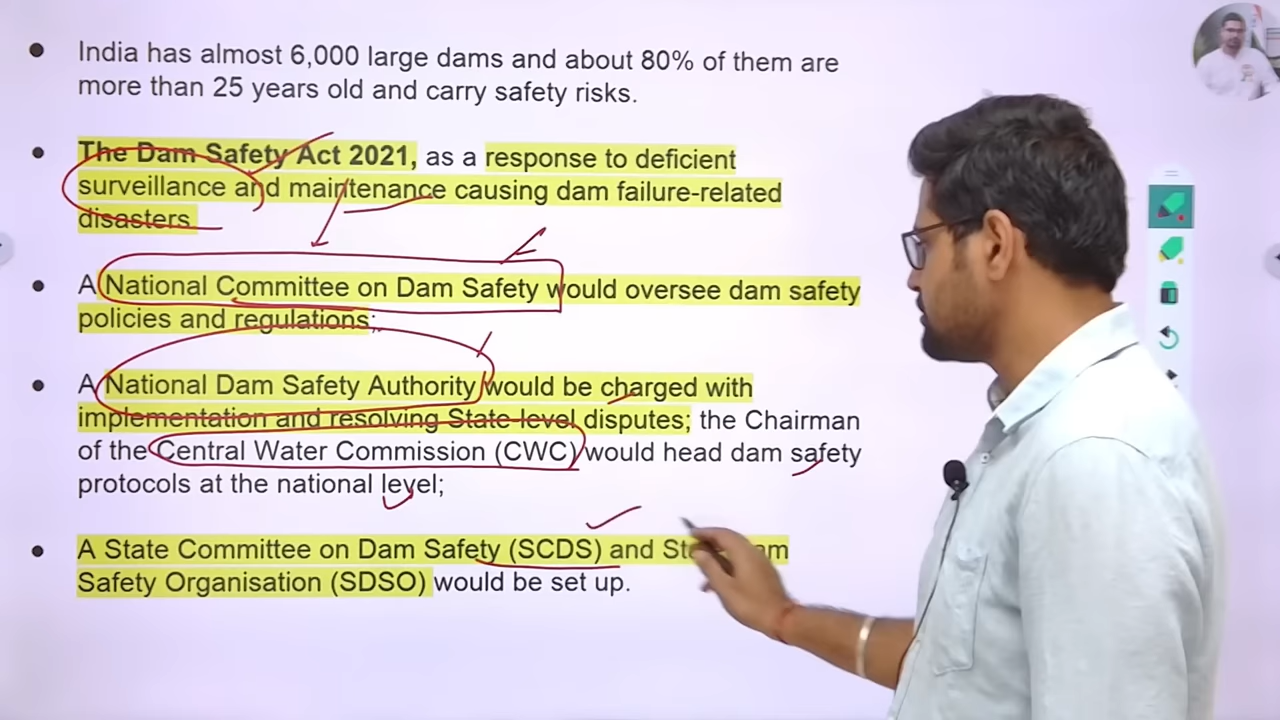 India has almost 6,000 large dams and about 80% of them are
more than 25 years old and carry safety risks.
The Dam Safety Act 2021, as a response to deficient
surveillance and maintenance causing dam failure-related
disasters.
A National Committee on Dam Safety would oversee dam safety
policies and regulations;
A National Dam Safety Authority would be charged with
implementation and resolving State-level disputes; the Chairman
of the Central Water Commission (CWC) would head dam safety
protocols at the national level;
A State Committee on Dam Safety (SCDS) and
Safety Organisation (SDSO) would be set up.